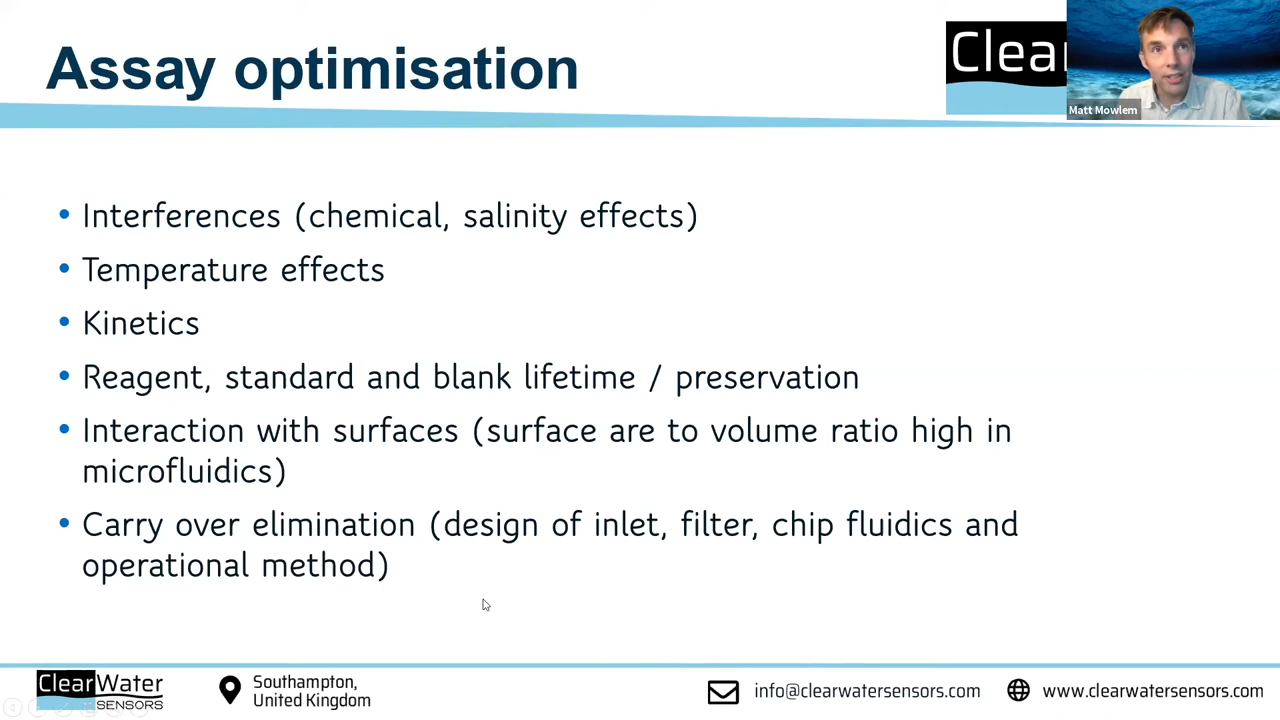 Assay optimisation
Clea
Matt Mowlem
• Interferences (chemical, salinity effects)
• Temperature effects
• Kinetics
• Reagent, standard and blank lifetime / preservation
• Interaction with surfaces (surface are to volume ratio high in
microfluidics)
• Carry over elimination (design of inlet, filter, chip fluidics and
operational method)
ClearWater
SENSORS
Southampton,
United Kingdom
info@clearwatersensors.com
www.clearwatersensors.com